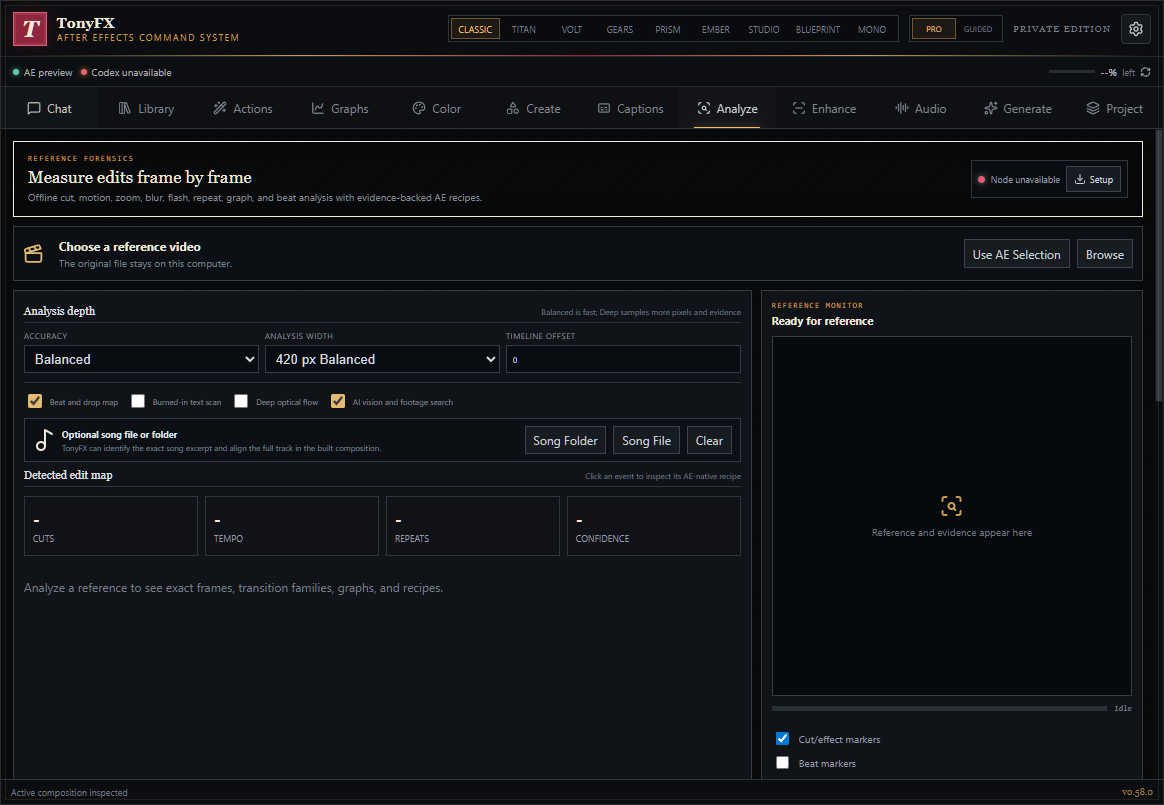 T TonyFX
AFTER EFFECTS COMMAND SYSTEM
CLASSIC TITAN VOLT GEARS PRISM EMBER STUDIO BLUEPRINT MONO
PRO GUIDED
PRIVATE EDITION
AE preview Codex unavailable
--% left
Chat Library Actions Graphs Color Create Captions Analyze Enhance Audio Generate Project
REFERENCE FORENSICS
Measure edits frame by frame
Offline cut, motion, zoom, blur, flash, repeat, graph, and beat analysis with evidence-backed AE recipes.
Node unavailable Setup
Choose a reference video
The original file stays on this computer.
Use AE Selection Browse
Analysis depth
Balanced is fast; Deep samples more pixels and evidence
ACCURACY ANALYSIS WIDTH TIMELINE OFFSET
Balanced 420 px Balanced 0
Beat and drop map Burned-in text scan Deep optical flow AI vision and footage search
Optional song file or folder
TonyFX can identify the exact song excerpt and align the full track in the built composition.
Song Folder Song File Clear
Detected edit map
Click an event to inspect its AE-native recipe
- - - -
CUTS TEMPO REPEATS CONFIDENCE
Analyze a reference to see exact frames, transition families, graphs, and recipes.
REFERENCE MONITOR
Ready for reference
Reference and evidence appear here
Idle
Cut/effect markers
Beat markers
Active composition inspected
v0.58.0